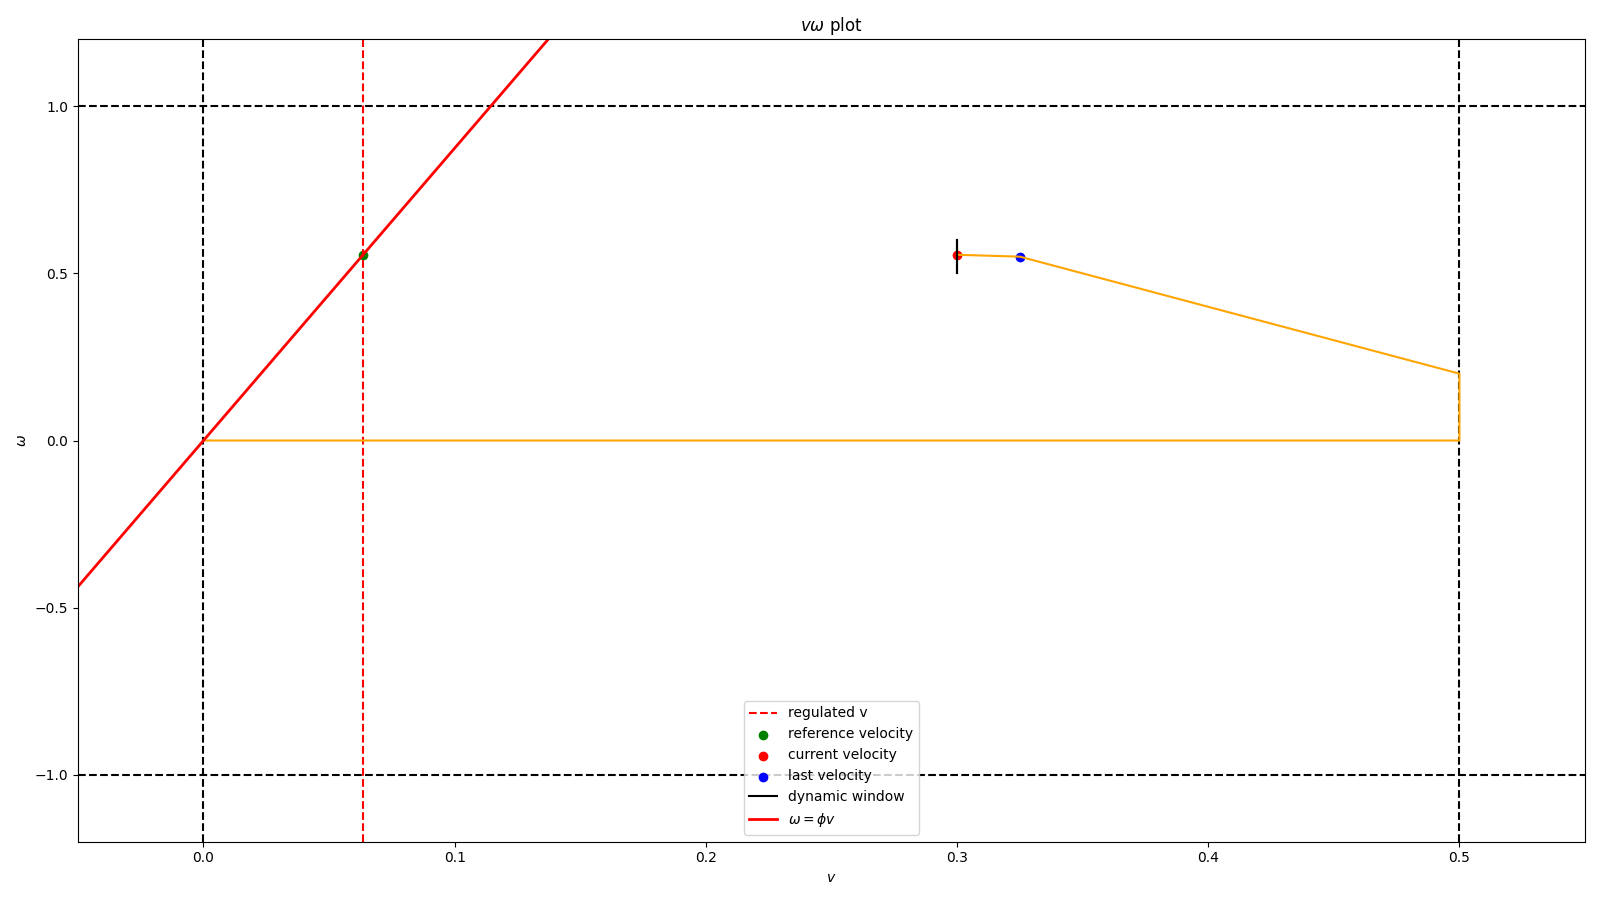 vω plot
1.0
0.5
0.0
−0.5
−1.0
ω
regulated v
reference velocity
current velocity
last velocity
dynamic window
ω = ϕv
0.0 0.1 0.2 0.3 0.4 0.5
v